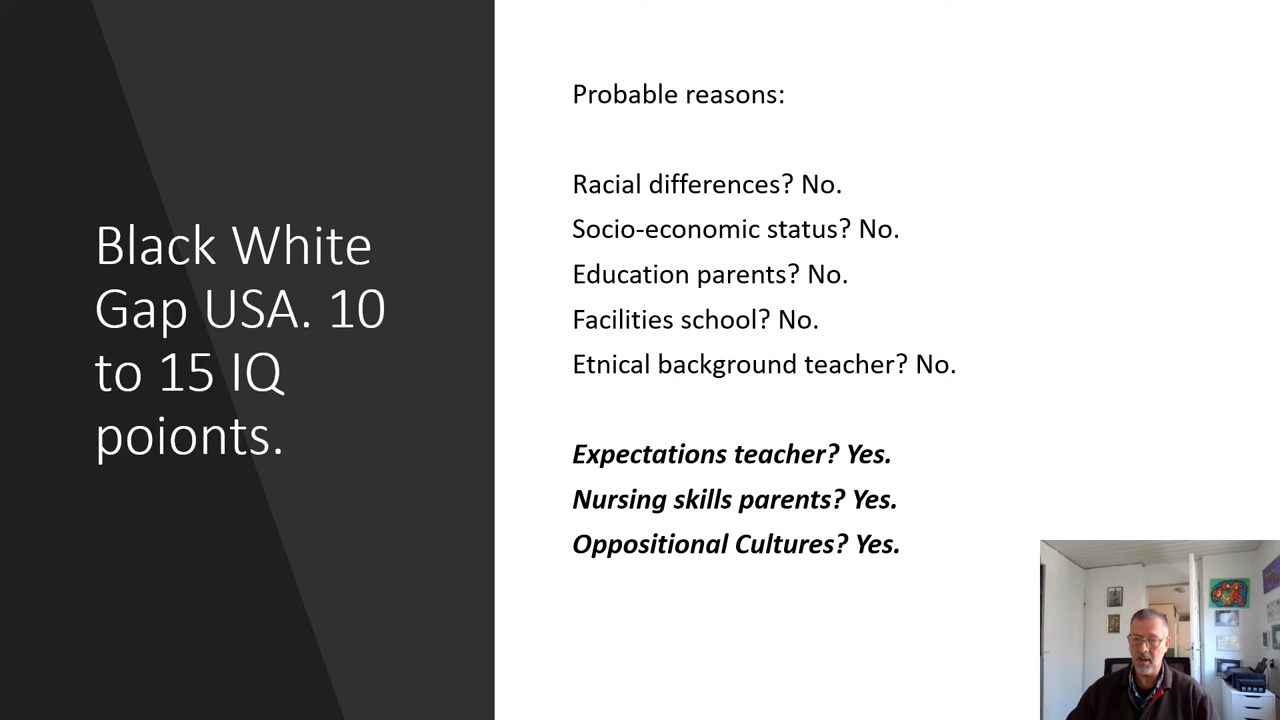 Black White
Gap USA. 10
to 15 IQ
poionts.
Probable reasons:
Racial differences? No.
Socio-economic status? No.
Education parents? No.
Facilities school? No.
Etnical background teacher? No.
Expectations teacher? Yes.
Nursing skills parents? Yes.
Oppositional Cultures? Yes.